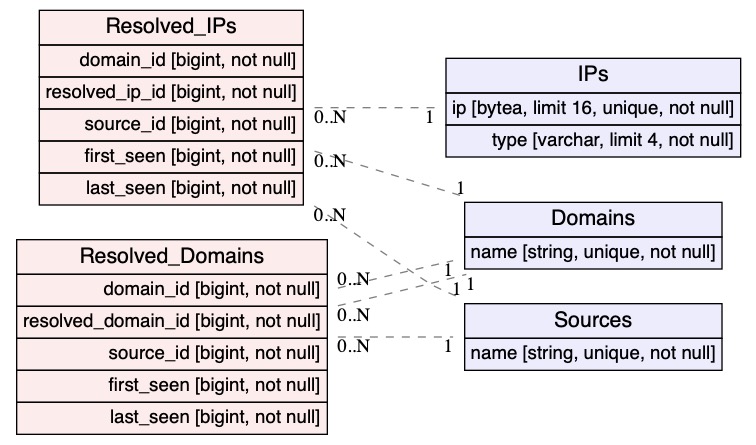 Resolved_IPs
domain_id [bigint, not null]
resolved_ip_id [bigint, not null]
source_id [bigint, not null]
first_seen [bigint, not null]
last_seen [bigint, not null]
IPs
ip [bytea, limit 16, unique, not null]
type [varchar, limit 4, not null]
0..N
1
0..N
1
0..N
1
Domains
name [string, unique, not null]
Resolved_Domains
domain_id [bigint, not null]
resolved_domain_id [bigint, not null]
source_id [bigint, not null]
first_seen [bigint, not null]
last_seen [bigint, not null]
0..N
1
0..N
1
0..N
1
Sources
name [string, unique, not null]